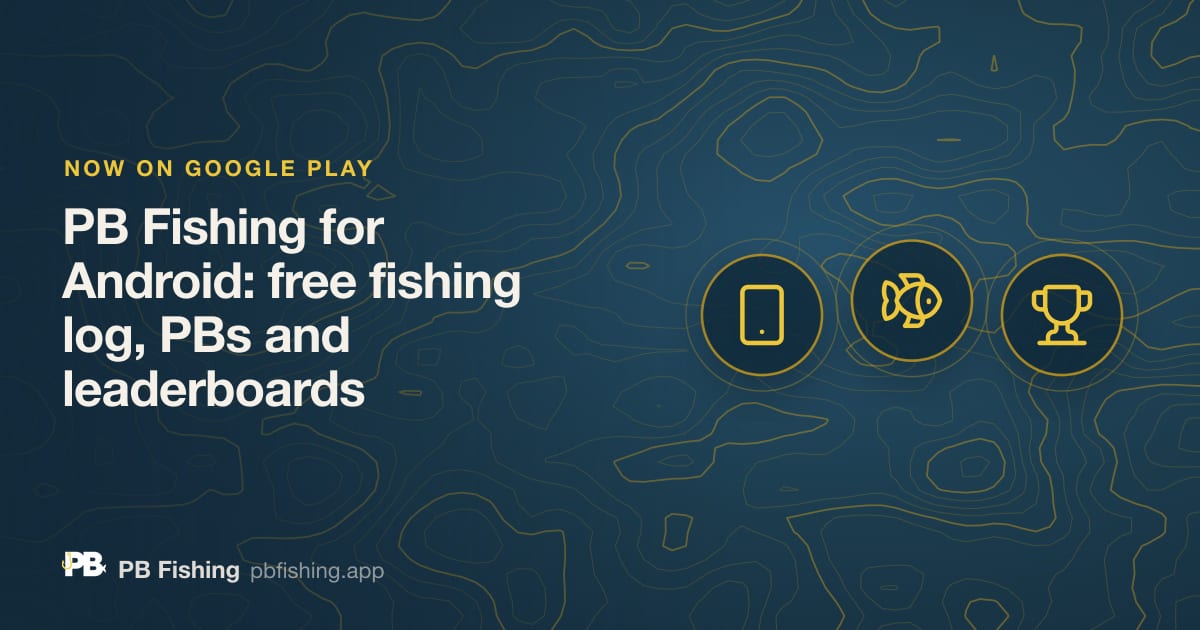 NOW ON GOOGLE PLAY
PB Fishing for
Android: free fishing
log, PBs and
leaderboards
PB
PB Fishing pbfishing.app